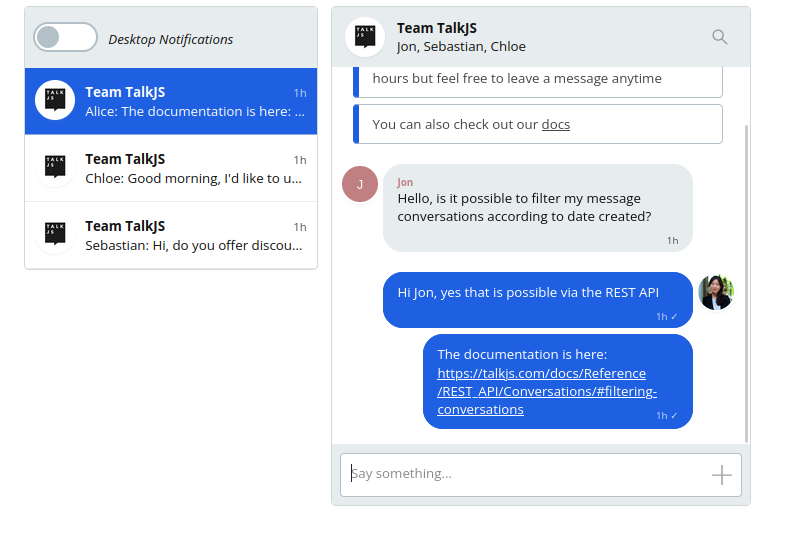 Desktop Notifications
TALK
JS
Team TalkJS
1h
Alice: The documentation is here: ...
TALK
JS
Team TalkJS
1h
Chloe: Good morning, I'd like to u...
TALK
JS
Team TalkJS
1h
Sebastian: Hi, do you offer discou...
TALK
JS
Team TalkJS
Jon, Sebastian, Chloe
hours but feel free to leave a message anytime
You can also check out our docs
J
Jon
Hello, is it possible to filter my message
conversations according to date created?
1h
Hi Jon, yes that is possible via the REST API
1h ✓
The documentation is here:
https://talkjs.com/docs/Reference
/REST_API/Conversations/#filtering-
conversations
1h ✓
Say something...